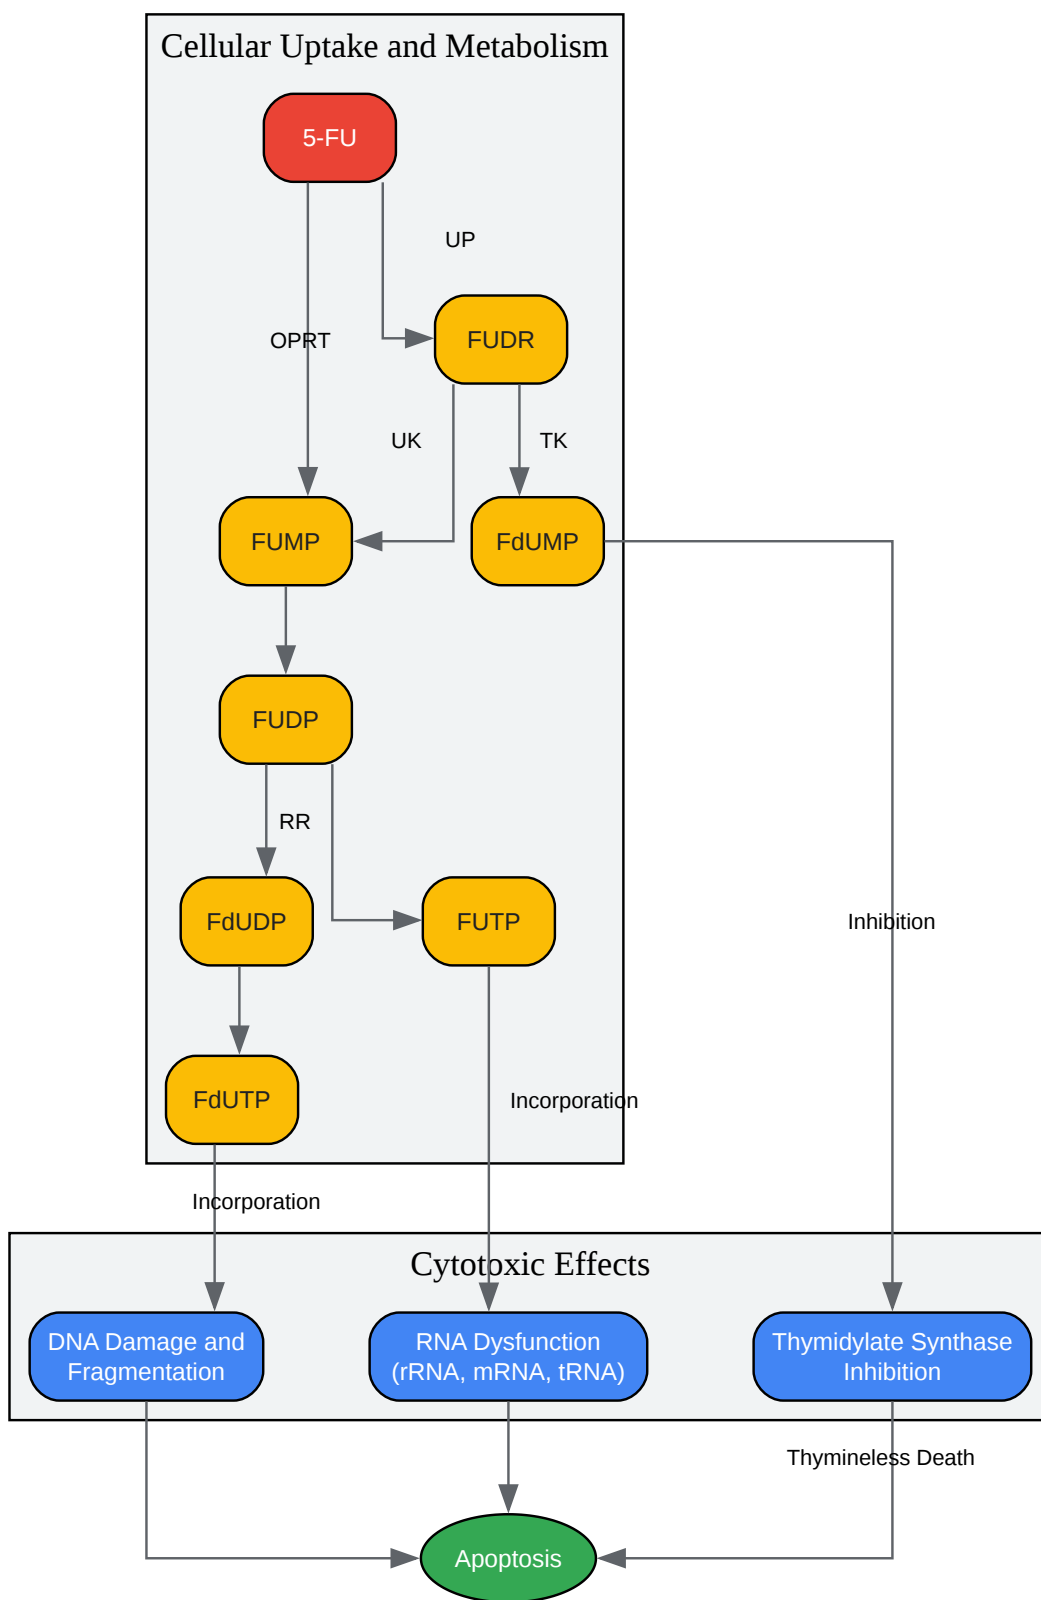 Cellular Uptake and Metabolism
5-FU
UP
OPRT
FUDR
UK
TK
FUMP
FdUMP
FUDP
RR
FdUDP
FUTP
Inhibition
FdUTP
Incorporation
Incorporation
Cytotoxic Effects
DNA Damage and
Fragmentation
RNA Dysfunction
(rRNA, mRNA, tRNA)
Thymidylate Synthase
Inhibition
Thymineless Death
Apoptosis